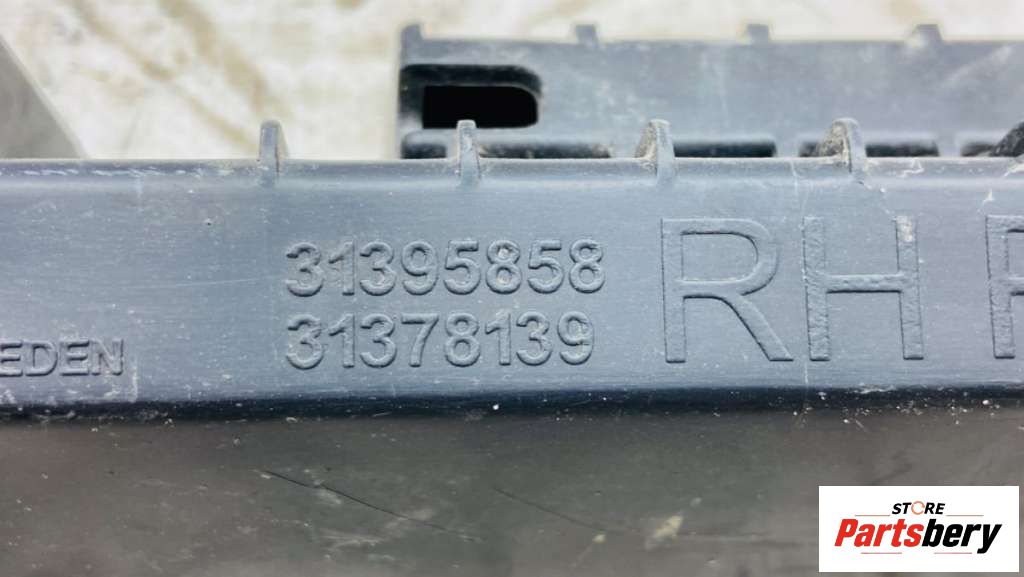 31395858
31378139
EDEN
RH
STORE
Partsbery